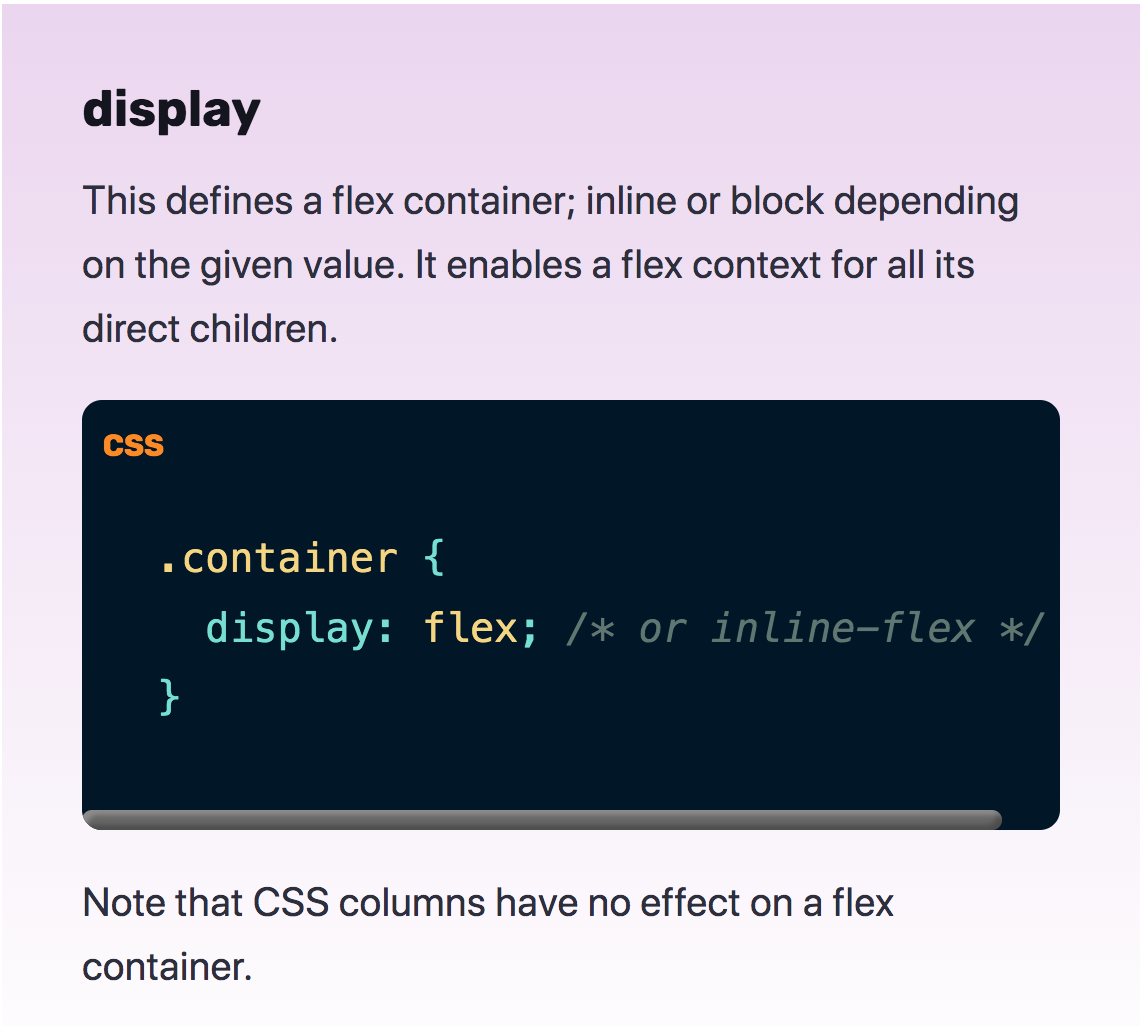 display
This defines a flex container; inline or block depending
on the given value. It enables a flex context for all its
direct children.
CSS
.container {
  display: flex; /* or inline-flex */
}
Note that CSS columns have no effect on a flex
container.